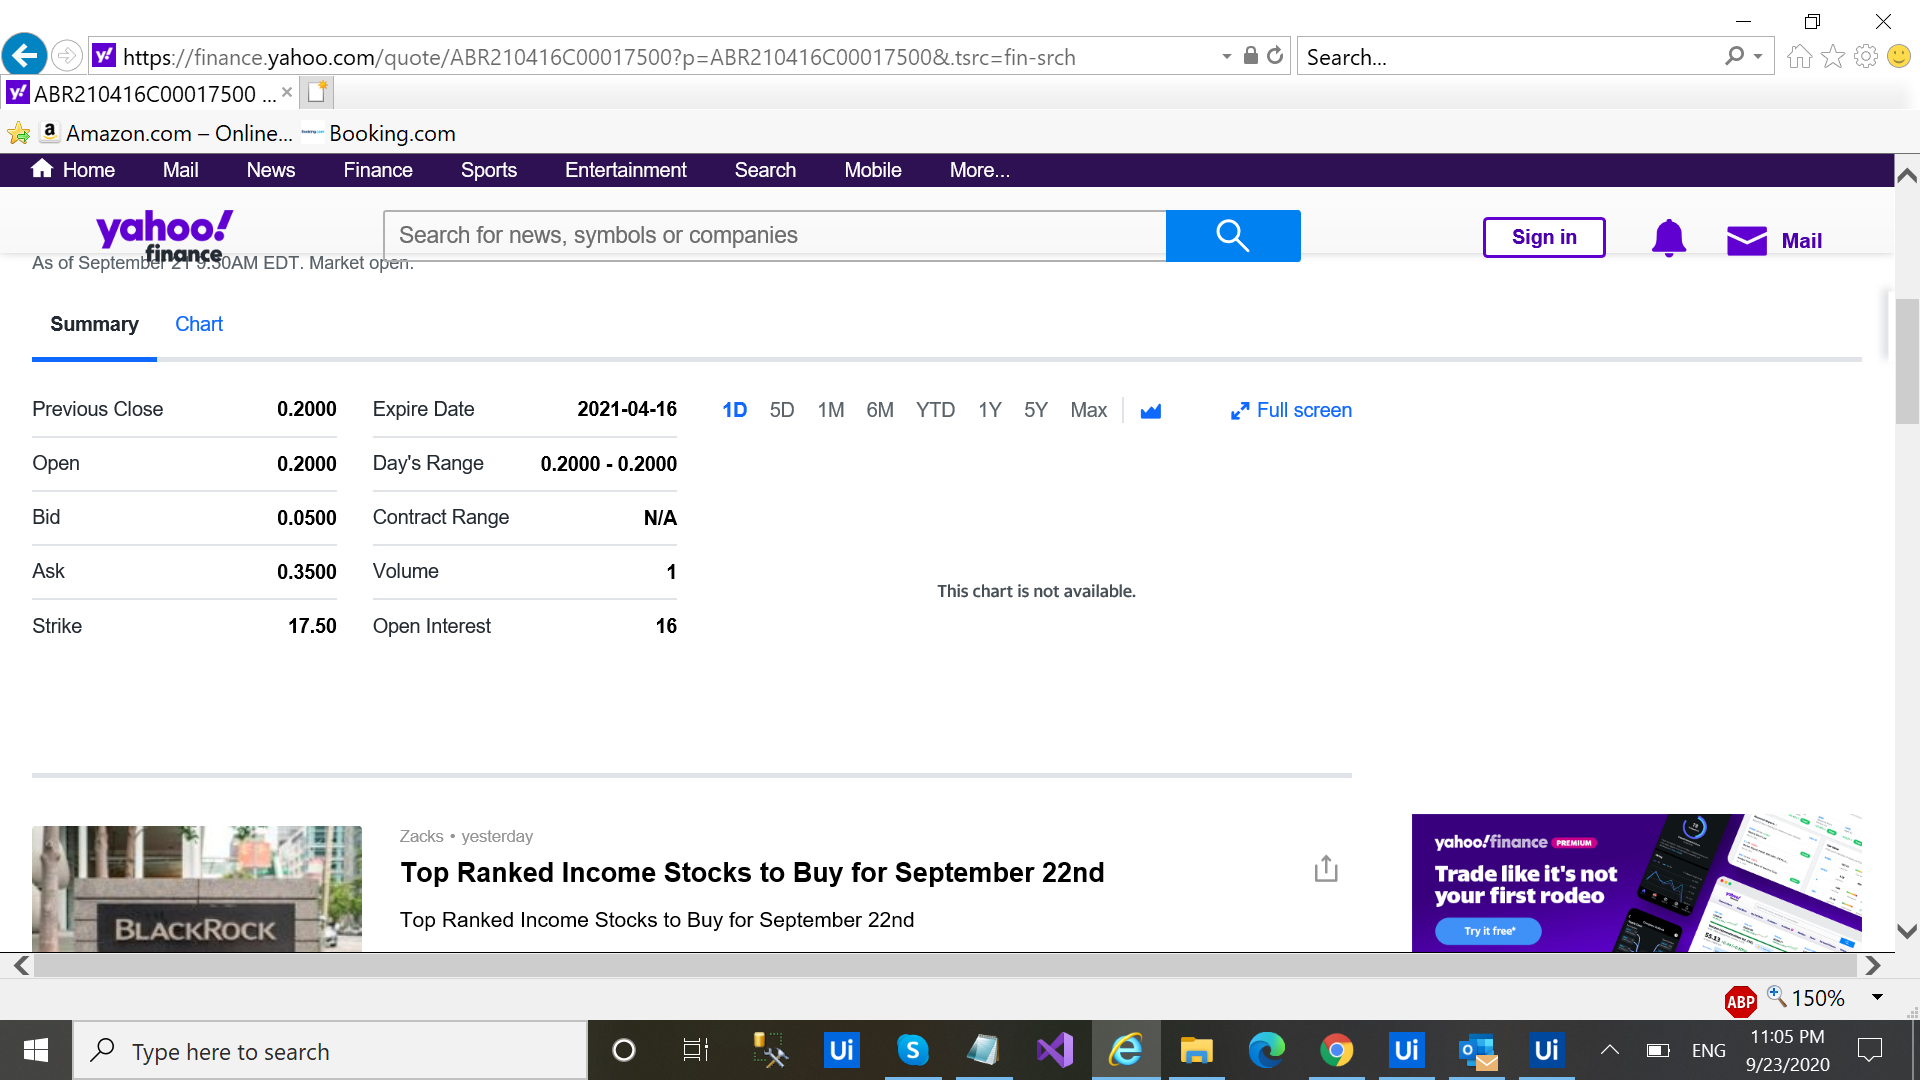 https://finance.yahoo.com/quote/ABR210416C00017500?p=ABR210416C00017500&.tsrc=fin-srch
Search...
ABR210416C00017500 ...
Amazon.com – Online...
Booking.com
Home
Mail
News
Finance
Sports
Entertainment
Search
Mobile
More...
yahoo!
finance
Search for news, symbols or companies
Sign in
Mail
As of September 21 9:30AM EDT. Market open.
Summary
Chart
Previous Close 0.2000
Open 0.2000
Bid 0.0500
Ask 0.3500
Strike 17.50
Expire Date 2021-04-16
Day's Range 0.2000 - 0.2000
Contract Range N/A
Volume 1
Open Interest 16
1D 5D 1M 6M YTD 1Y 5Y Max
Full screen
This chart is not available.
BLACKROCK
Zacks • yesterday
Top Ranked Income Stocks to Buy for September 22nd
Top Ranked Income Stocks to Buy for September 22nd
yahoo!finance PREMIUM
Trade like it's not
your first rodeo
Try it free*
ABP
150%
Type here to search
ENG
11:05 PM
9/23/2020